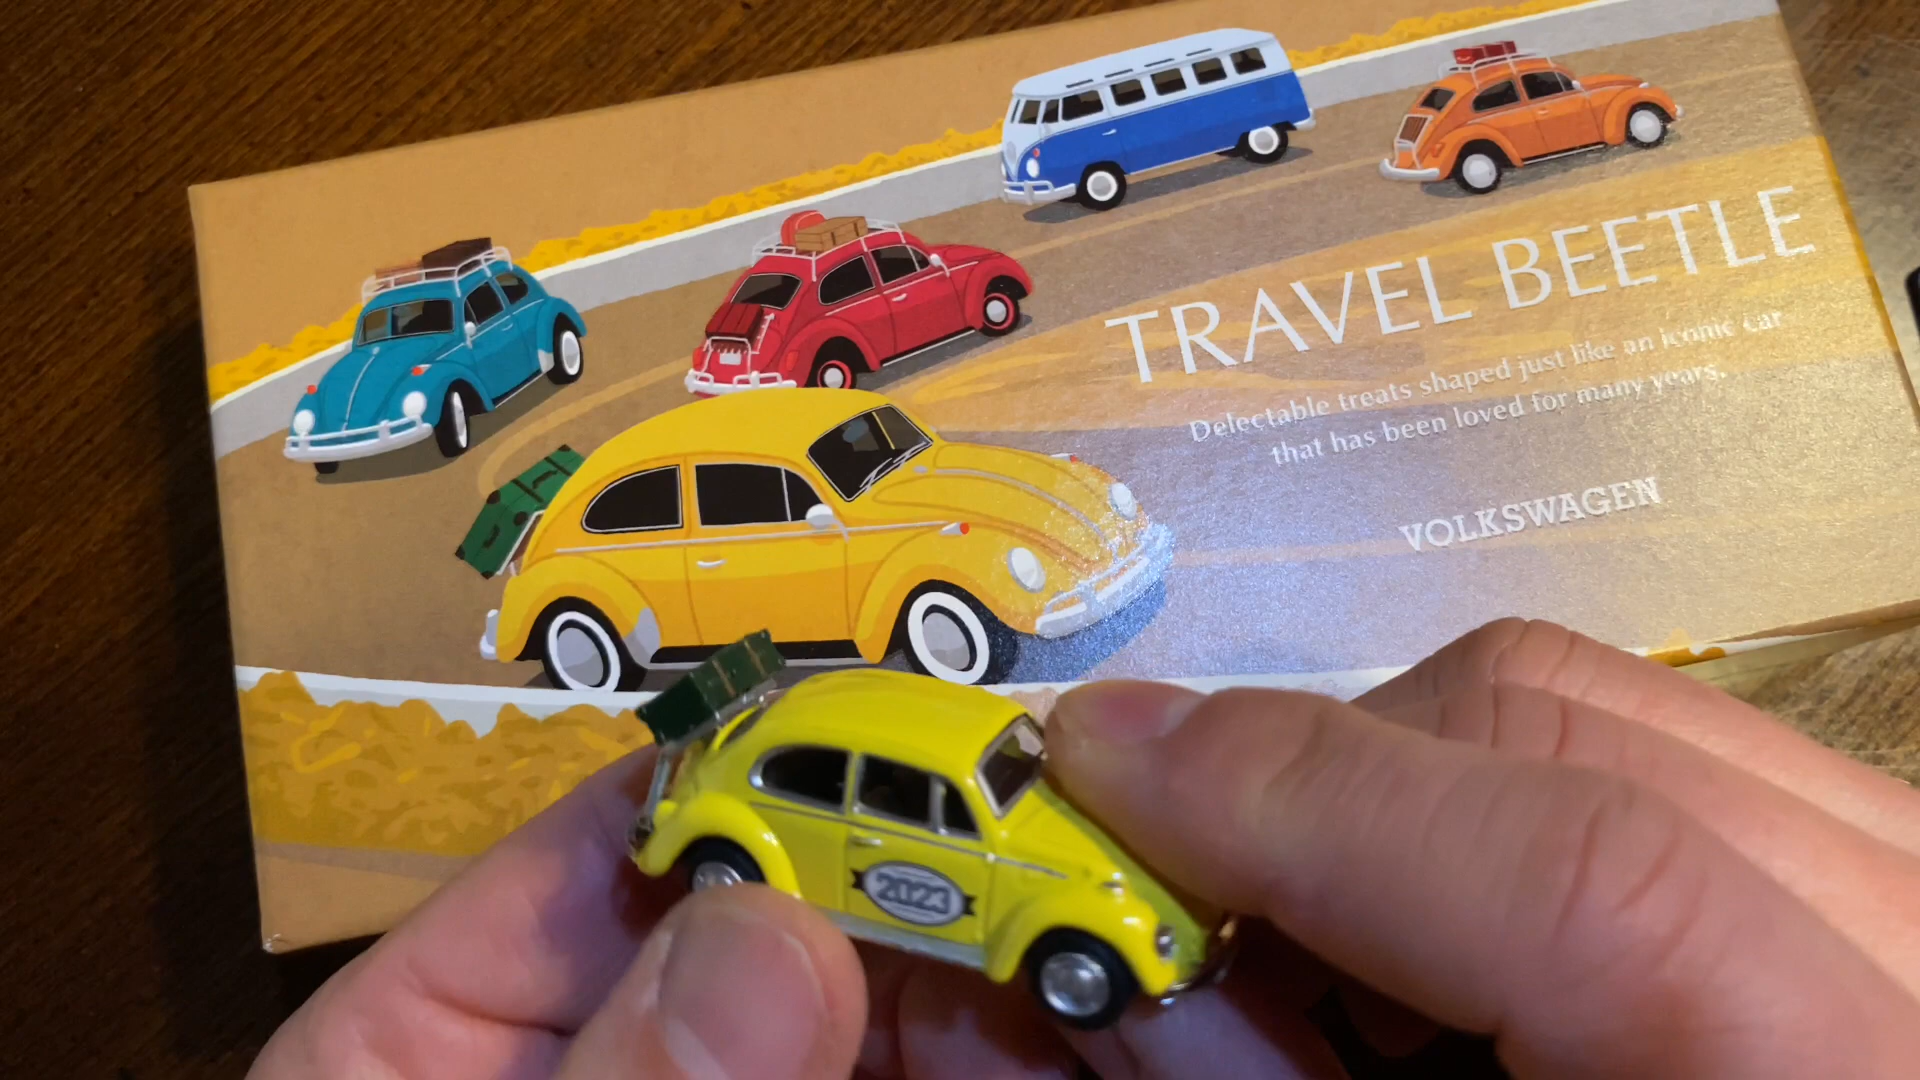 TRAVEL BEETLE
Delectable treats shaped just like an iconic car
that has been loved for many years.
VOLKSWAGEN
2023